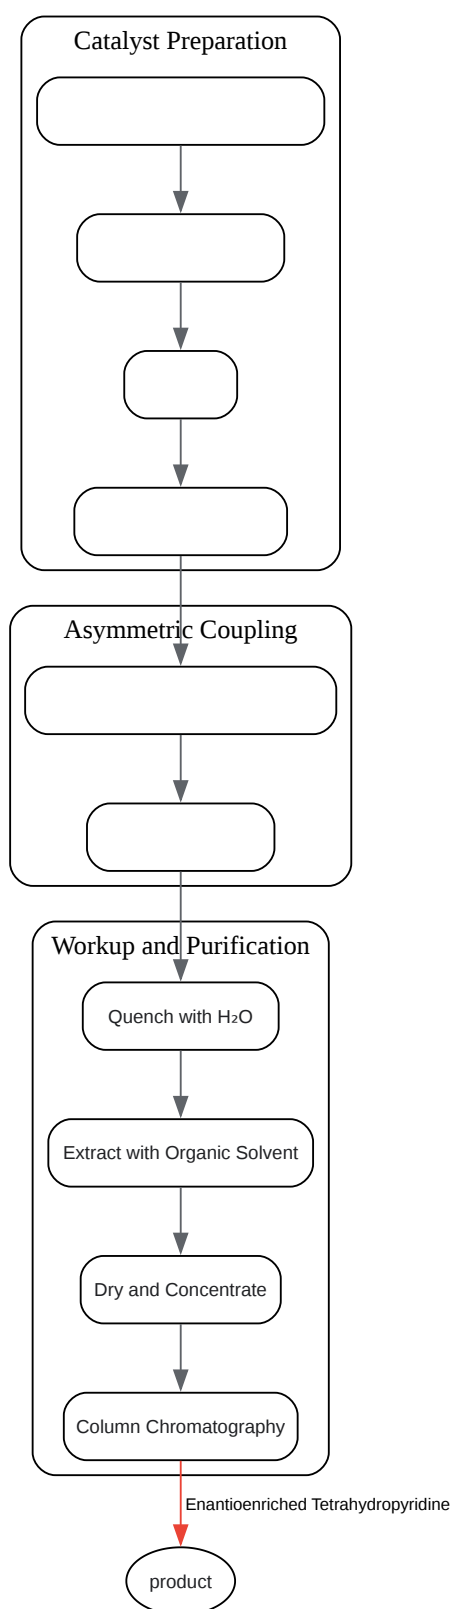 Catalyst Preparation
Asymmetric Coupling
Workup and Purification
Quench with H₂O
Extract with Organic Solvent
Dry and Concentrate
Column Chromatography
Enantioenriched Tetrahydropyridine
product